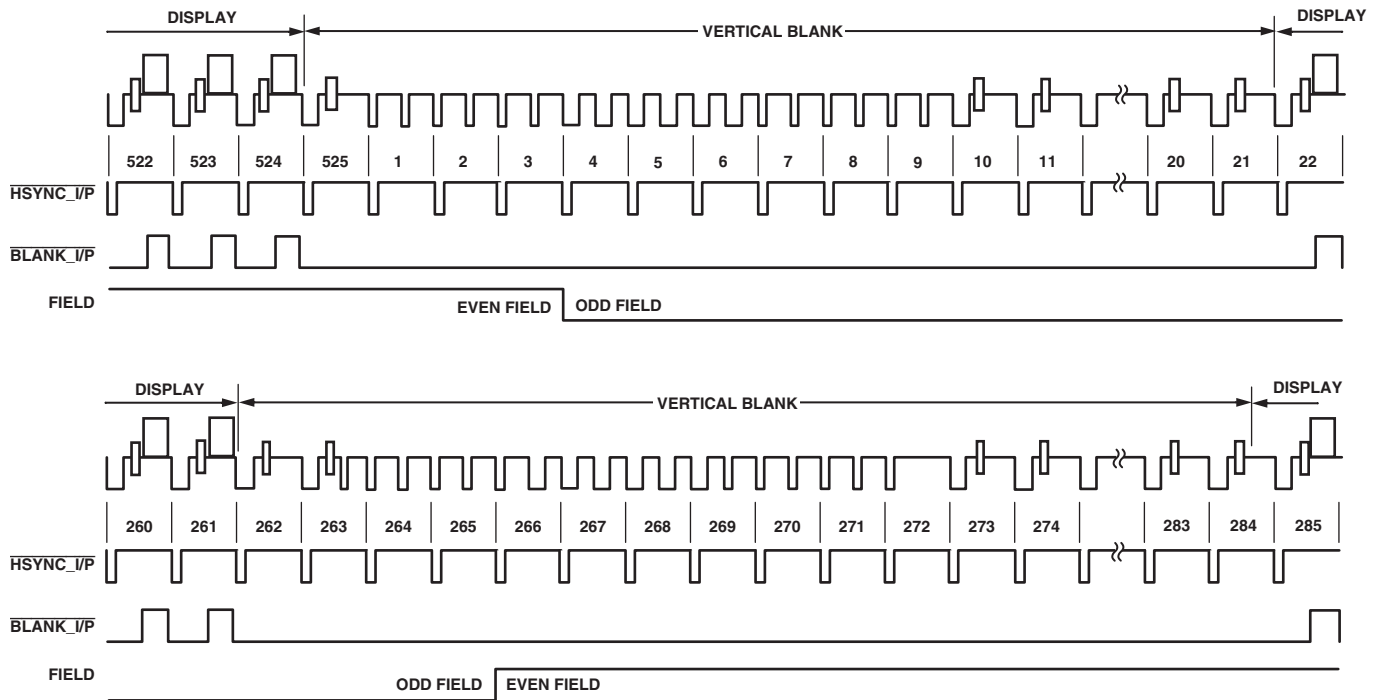 DISPLAY VERTICAL BLANK DISPLAY
522 523 524 525 1 2 3 4 5 6 7 8 9 10 11 20 21 22
HSYNC_I/P
BLANK_I/P
FIELD
EVEN FIELD ODD FIELD
DISPLAY VERTICAL BLANK DISPLAY
260 261 262 263 264 265 266 267 268 269 270 271 272 273 274 283 284 285
HSYNC_I/P
BLANK_I/P
FIELD
ODD FIELD EVEN FIELD